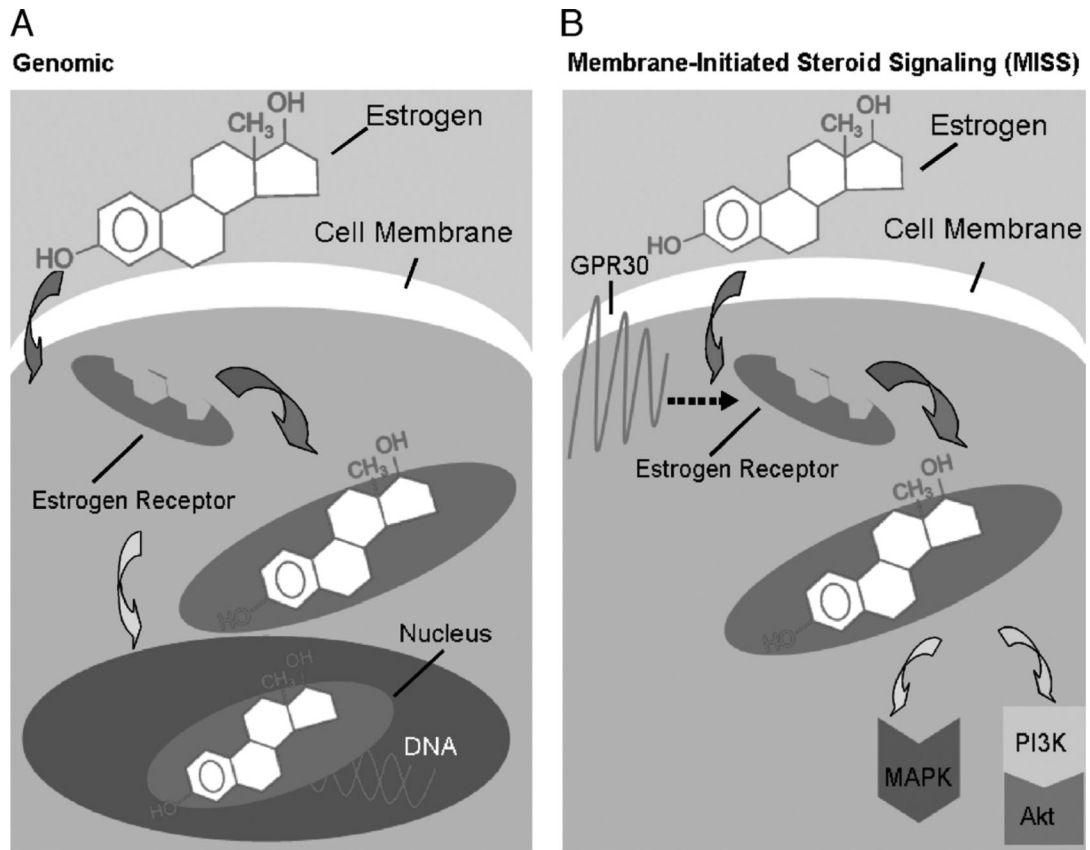 A
Genomic
OH
CH3
Estrogen
HO
Cell Membrane
Estrogen Receptor
OH
CH3
HO
Nucleus
OH
CH3
DNA
HO
B
Membrane-Initiated Steroid Signaling (MISS)
OH
CH3
Estrogen
HO
Cell Membrane
GPR30
Estrogen Receptor
OH
CH3
HO
MAPK
PI3K
Akt